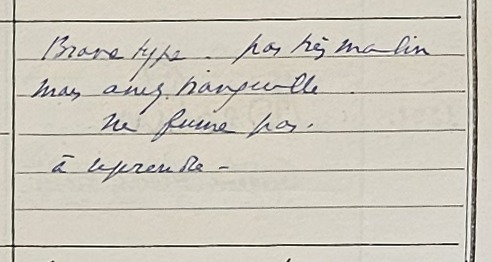 Brave type. pas très malin
mais assez tranquille.
ne fume pas.
à reprendre -